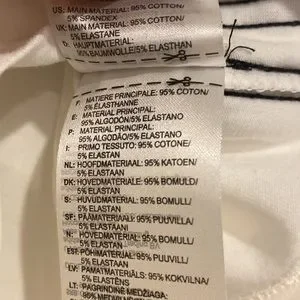 US: MAIN MATERIAL: 95% COTTON/
5% SPANDEX
UK: MAIN MATERIAL: 95% COTTON/
5% ELASTANE
D: HAUPTMATERIAL:
95% BAUMWOLLE/5% ELASTHAN
F: MATIERE PRINCIPALE: 95% COTON/
5% ELASTHANNE
E: MATERIAL PRINCIPAL:
95% ALGODÓN/5% ELASTANO
P: MATERIAL PRINCIPAL:
95% ALGODÃO/5% ELASTANO
I: PRIMO TESSUTO: 95% COTONE/
5% ELASTAN
NL: HOOFDMATERIAAL: 95% KATOEN/
5% ELASTAAN
DK: HOVEDMATERIALE: 95% BOMULD/
5% ELASTAN
S: HUVUDMATERIAL: 95% BOMULL/
5% ELASTAN
SF: PÄÄMATERIAALI: 95% PUUVILLA/
5% ELASTAANI
N: HOVEDMATERIAL: 95% BOMULL/
5% ELASTAN
EST: PÕHIMATERJAL: 95% PUUVILL/
5% ELASTAAN
LV: PAMATMATERIĀLS: 95% KOKVILNA/
5% ELASTĀNS
LT: PAGRINDINĖ MEDŽIAGA: